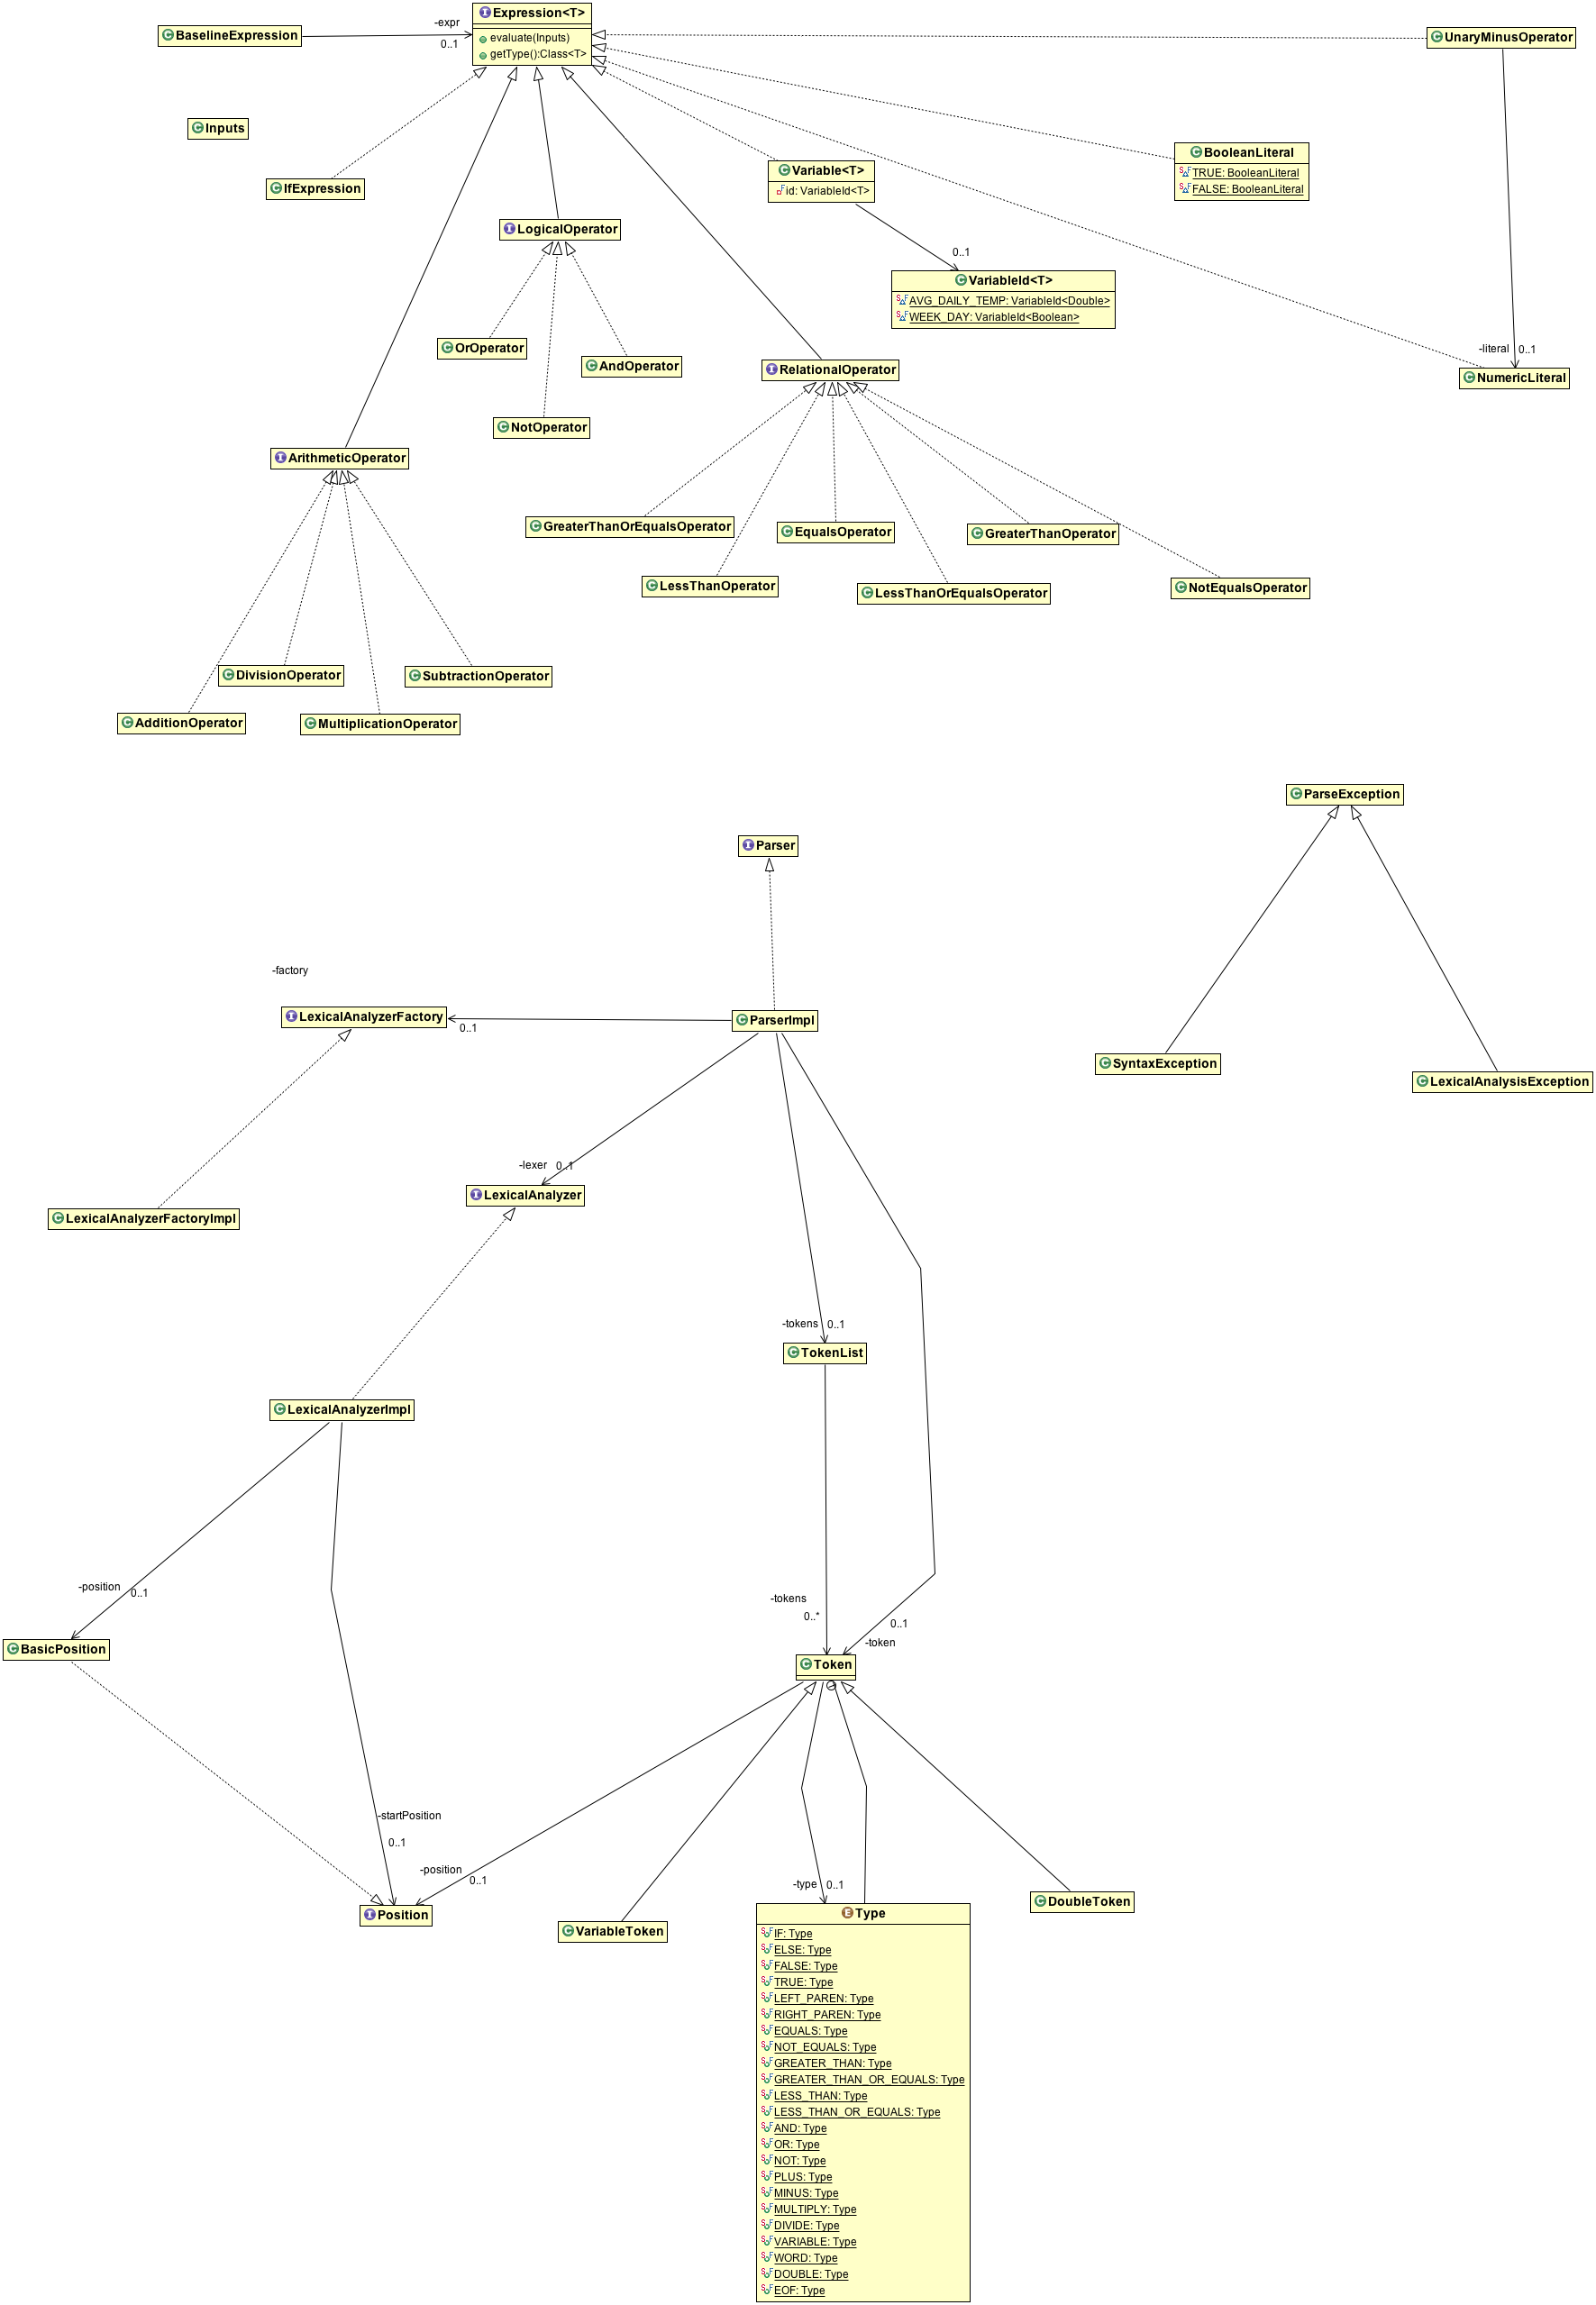 Expression<T>
evaluate(Inputs)
getType():Class<T>
-expr
0..1
BaselineExpression
UnaryMinusOperator
Inputs
IfExpression
BooleanLiteral
TRUE: BooleanLiteral
FALSE: BooleanLiteral
Variable<T>
id: VariableId<T>
LogicalOperator
0..1
VariableId<T>
AVG_DAILY_TEMP: VariableId<Double>
WEEK_DAY: VariableId<Boolean>
OrOperator
AndOperator
RelationalOperator
-literal
0..1
NumericLiteral
NotOperator
ArithmeticOperator
GreaterThanOrEqualsOperator
EqualsOperator
GreaterThanOperator
LessThanOperator
LessThanOrEqualsOperator
NotEqualsOperator
DivisionOperator
SubtractionOperator
AdditionOperator
MultiplicationOperator
ParseException
Parser
-factory
LexicalAnalyzerFactory
0..1
ParserImpl
SyntaxException
LexicalAnalysisException
-lexer
0..1
LexicalAnalyzer
LexicalAnalyzerFactoryImpl
-tokens
0..1
TokenList
LexicalAnalyzerImpl
-position
0..1
-tokens
0..*
0..1
-token
BasicPosition
Token
-startPosition
0..1
-position
0..1
-type
0..1
Position
VariableToken
DoubleToken
Type
IF: Type
ELSE: Type
FALSE: Type
TRUE: Type
LEFT_PAREN: Type
RIGHT_PAREN: Type
EQUALS: Type
NOT_EQUALS: Type
GREATER_THAN: Type
GREATER_THAN_OR_EQUALS: Type
LESS_THAN: Type
LESS_THAN_OR_EQUALS: Type
AND: Type
OR: Type
NOT: Type
PLUS: Type
MINUS: Type
MULTIPLY: Type
DIVIDE: Type
VARIABLE: Type
WORD: Type
DOUBLE: Type
EOF: Type